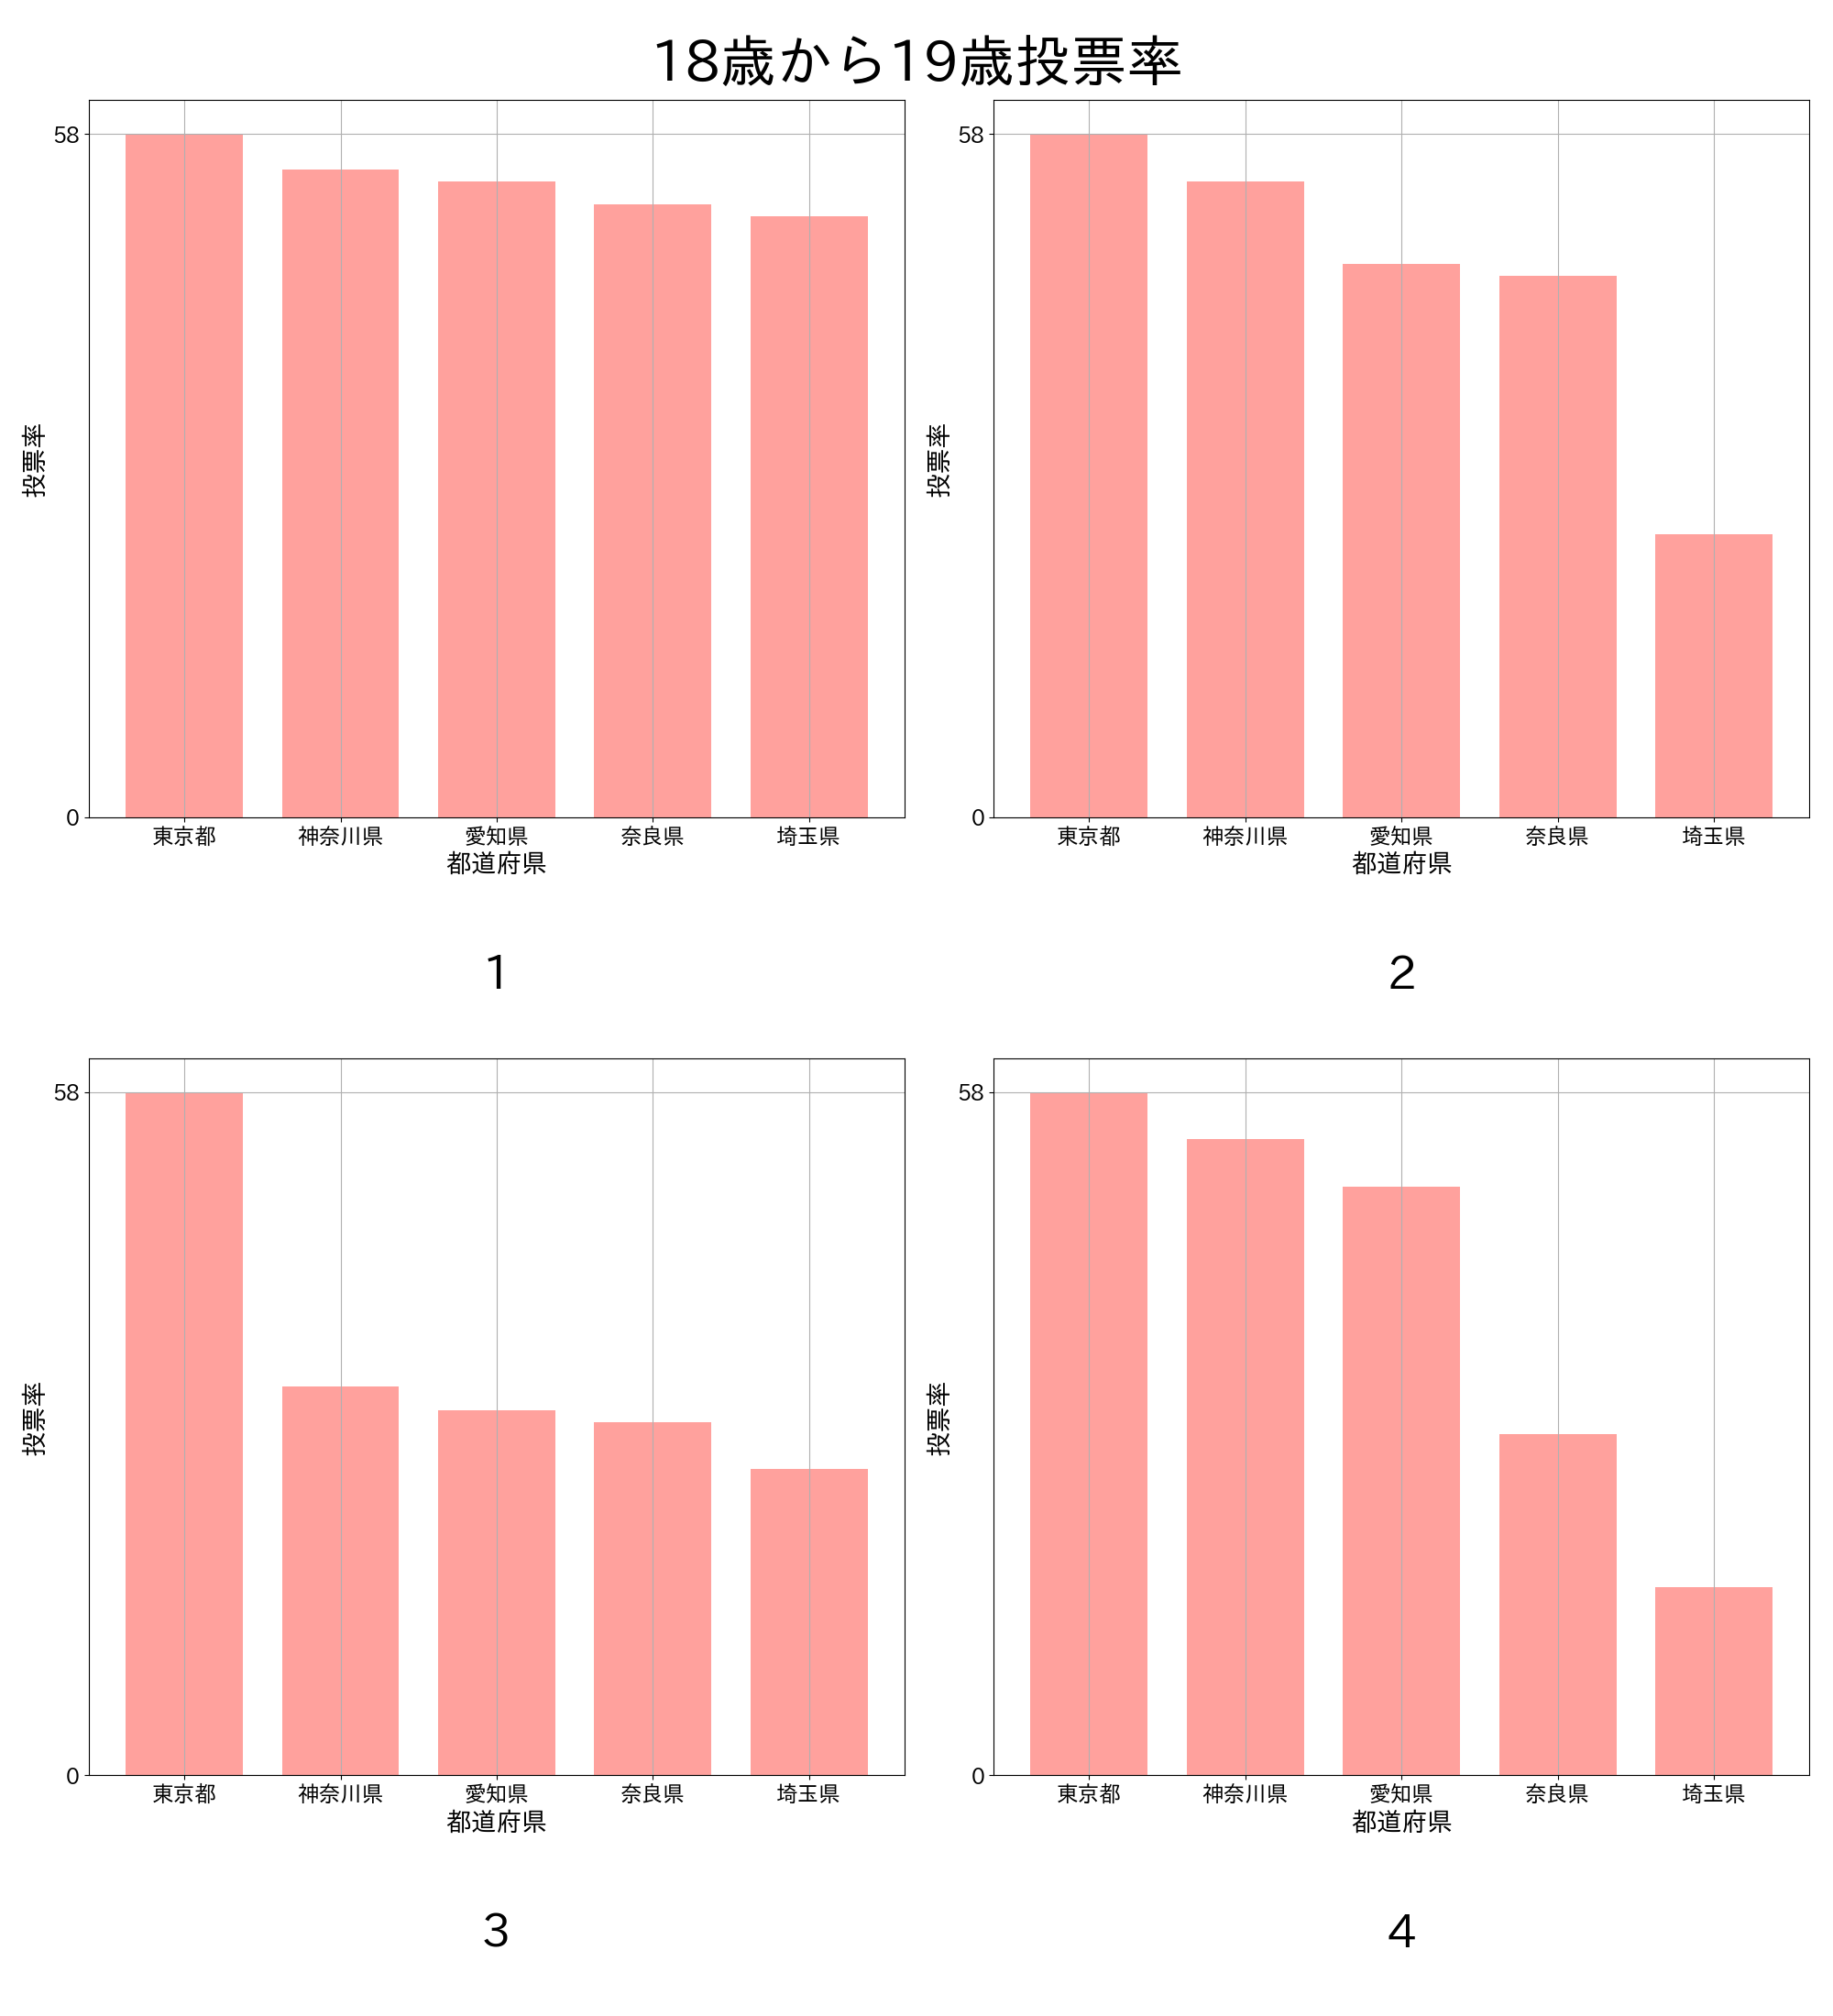 18歳から19歳投票率
58
0
投票率
東京都 神奈川県 愛知県 奈良県 埼玉県
都道府県
1
58
0
投票率
東京都 神奈川県 愛知県 奈良県 埼玉県
都道府県
2
58
0
投票率
東京都 神奈川県 愛知県 奈良県 埼玉県
都道府県
3
58
0
投票率
東京都 神奈川県 愛知県 奈良県 埼玉県
都道府県
4